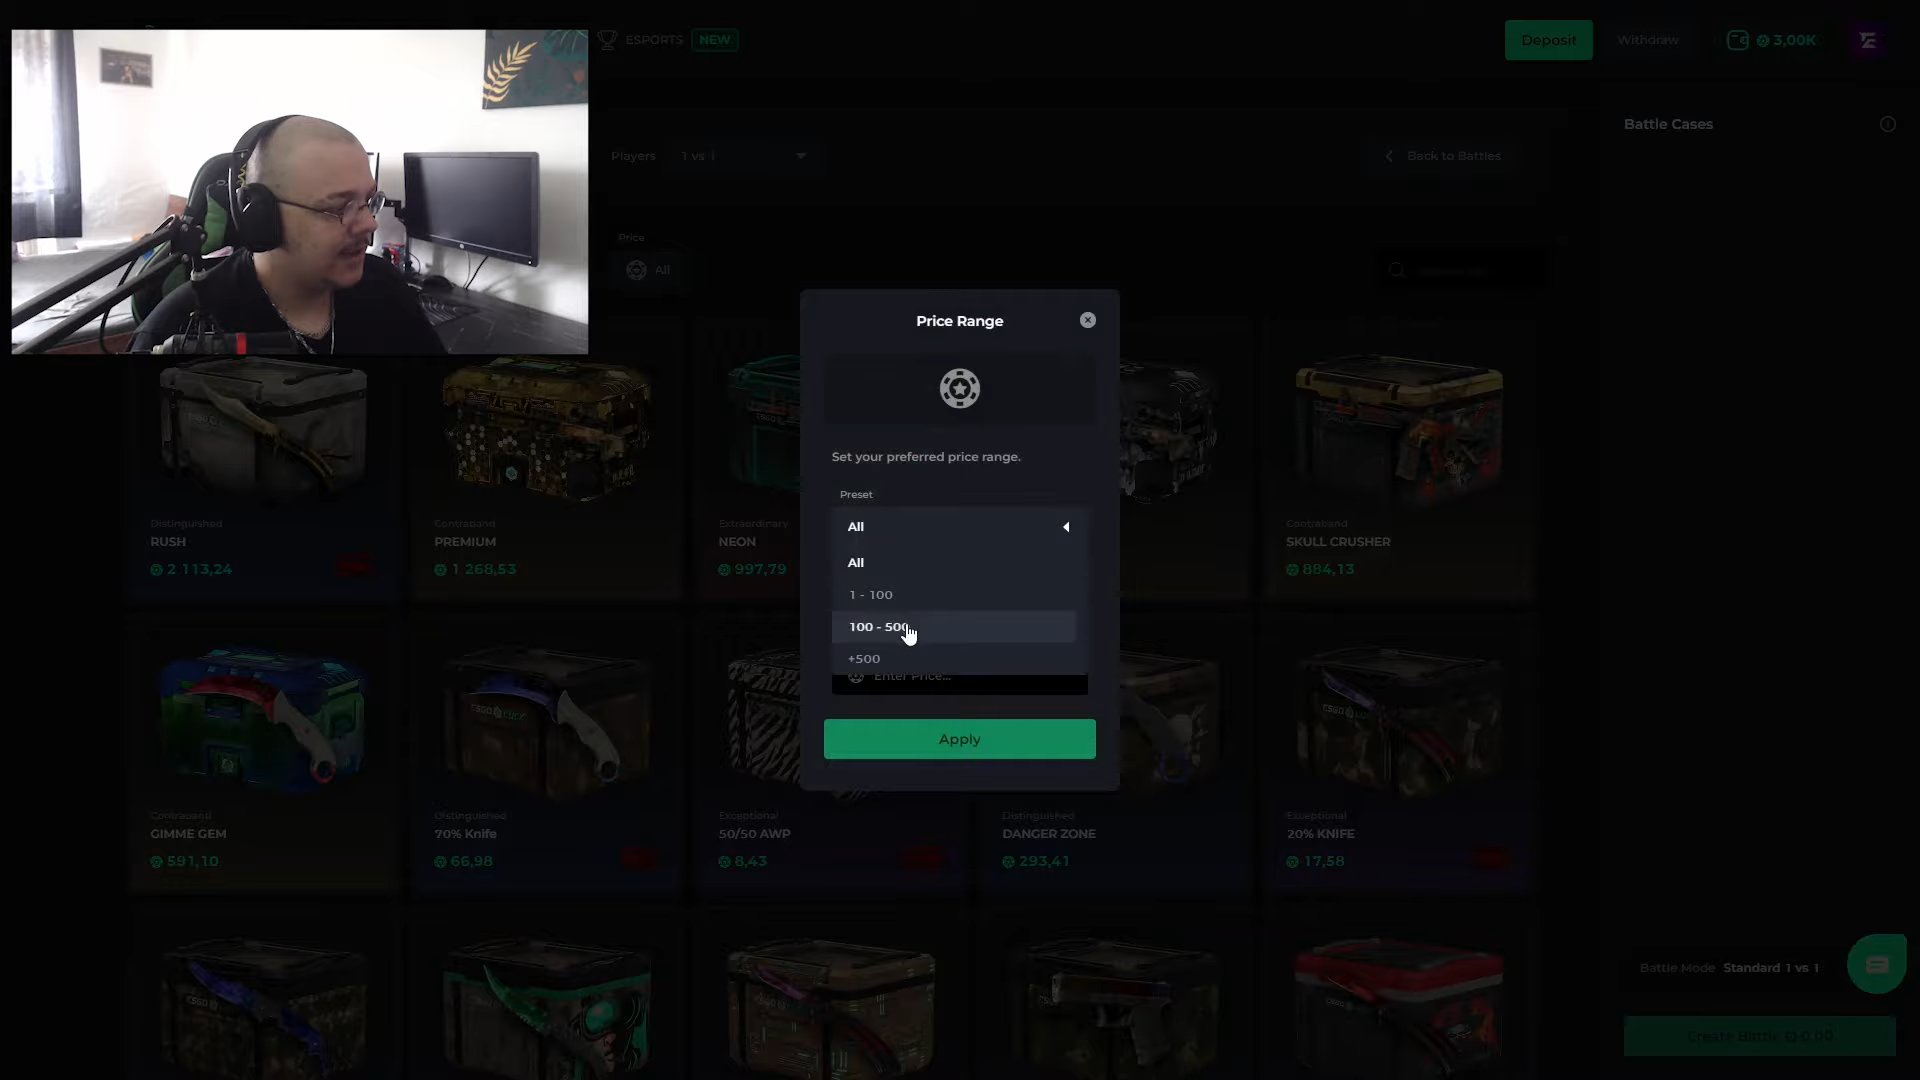 ESPORTS NEW
Deposit
Withdraw
3,00K
Players 1 vs 1
Back to Battles
Battle Cases
Price
All
Price Range
Set your preferred price range.
Preset
All
All
1 - 100
100 - 500
+500
Enter Price...
Apply
Distinguished
RUSH
2 113,24
Contraband
PREMIUM
1 268,53
Extraordinary
NEON
997,79
Contraband
SKULL CRUSHER
884,13
Contraband
GIMME GEM
591,10
Distinguished
70% Knife
66,98
Exceptional
50/50 AWP
8,43
Distinguished
DANGER ZONE
293,41
Exceptional
20% KNIFE
17,58
Battle Mode Standard 1 vs 1
Create Battle 0.00